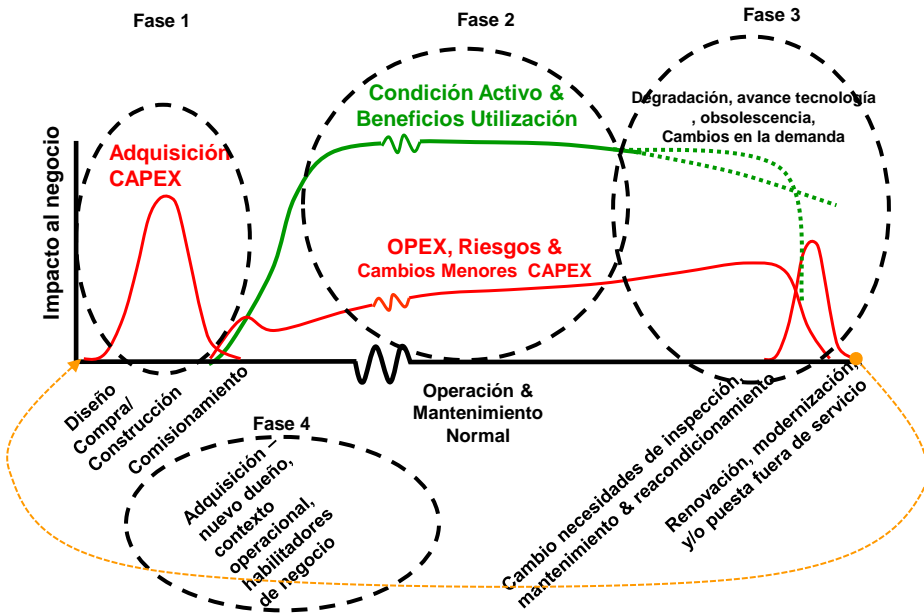 Fase 1
Fase 2
Fase 3
Condición Activo &
Beneficios Utilización
Degradación, avance tecnología
, obsolescencia,
Cambios en la demanda
Adquisición
CAPEX
Impacto al negocio
OPEX, Riesgos &
Cambios Menores CAPEX
Diseño
Compra/
Construcción
Comisionamiento
Operación &
Mantenimiento
Normal
Cambio necesidades de inspección,
mantenimiento & reacondicionamiento
Renovación, modernización,
y/o puesta fuera de servicio
Fase 4
Adquisición –
nuevo dueño,
contexto
operacional,
habilitadores
de negocio